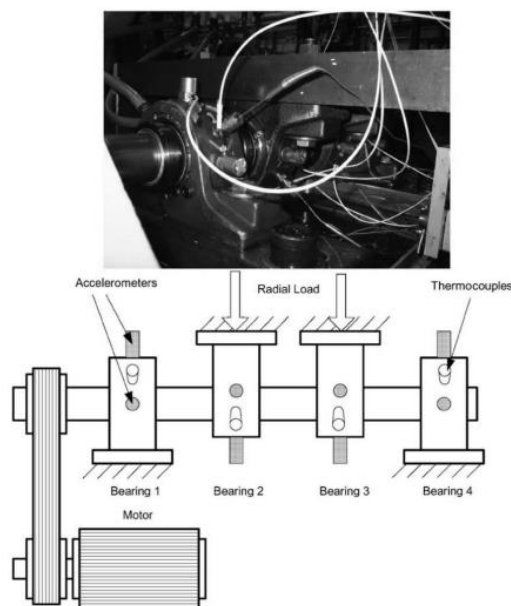 Accelerometers
Radial Load
Thermocouples
Bearing 1
Bearing 2
Bearing 3
Bearing 4
Motor